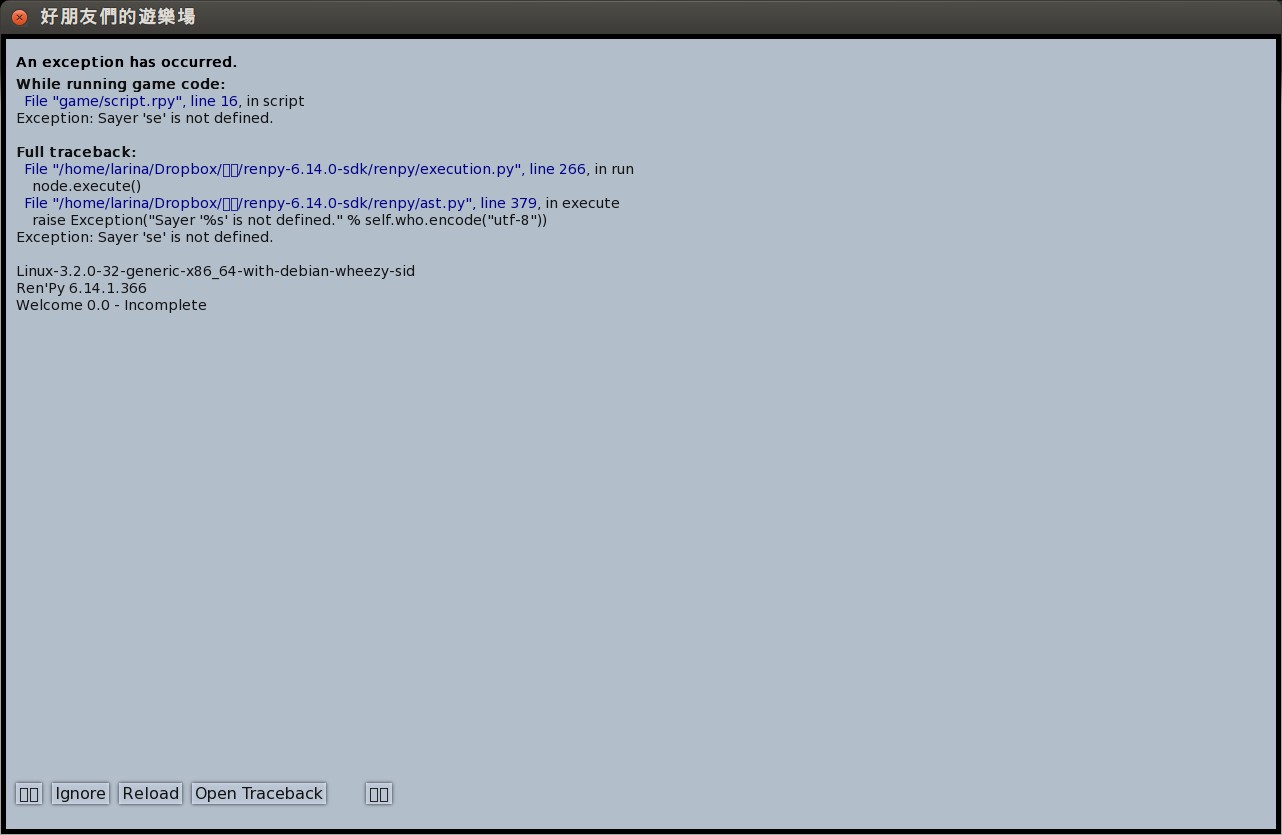 好朋友們的遊樂場
An exception has occurred.
While running game code:
File "game/script.rpy", line 16, in script
Exception: Sayer 'se' is not defined.
Full traceback:
File "/home/larina/Dropbox/▯▯/renpy-6.14.0-sdk/renpy/execution.py", line 266, in run
node.execute()
File "/home/larina/Dropbox/▯▯/renpy-6.14.0-sdk/renpy/ast.py", line 379, in execute
raise Exception("Sayer '%s' is not defined." % self.who.encode("utf-8"))
Exception: Sayer 'se' is not defined.
Linux-3.2.0-32-generic-x86_64-with-debian-wheezy-sid
Ren'Py 6.14.1.366
Welcome 0.0 - Incomplete
▯▯ Ignore Reload Open Traceback ▯▯